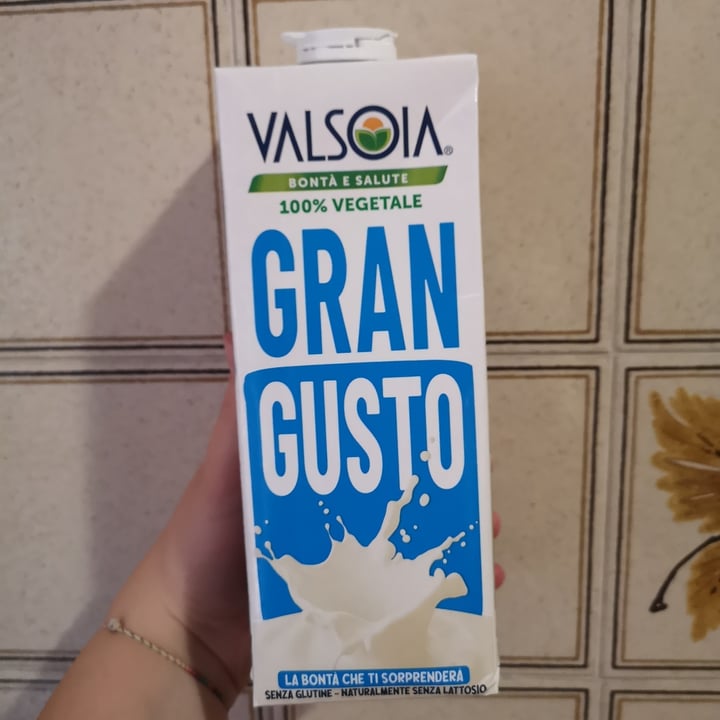 VALSOIA®
BONTÀ E SALUTE
100% VEGETALE
GRAN
GUSTO
LA BONTÀ CHE TI SORPRENDERÀ
SENZA GLUTINE - NATURALMENTE SENZA LATTOSIO